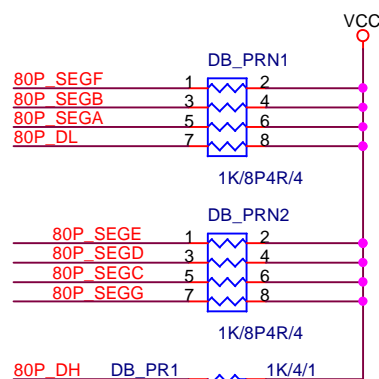 VCC
DB_PRN1
80P_SEGF 1 2
80P_SEGB 3 4
80P_SEGA 5 6
80P_DL 7 8
1K/8P4R/4
DB_PRN2
80P_SEGE 1 2
80P_SEGD 3 4
80P_SEGC 5 6
80P_SEGG 7 8
1K/8P4R/4
80P_DH DB_PR1 1K/4/1